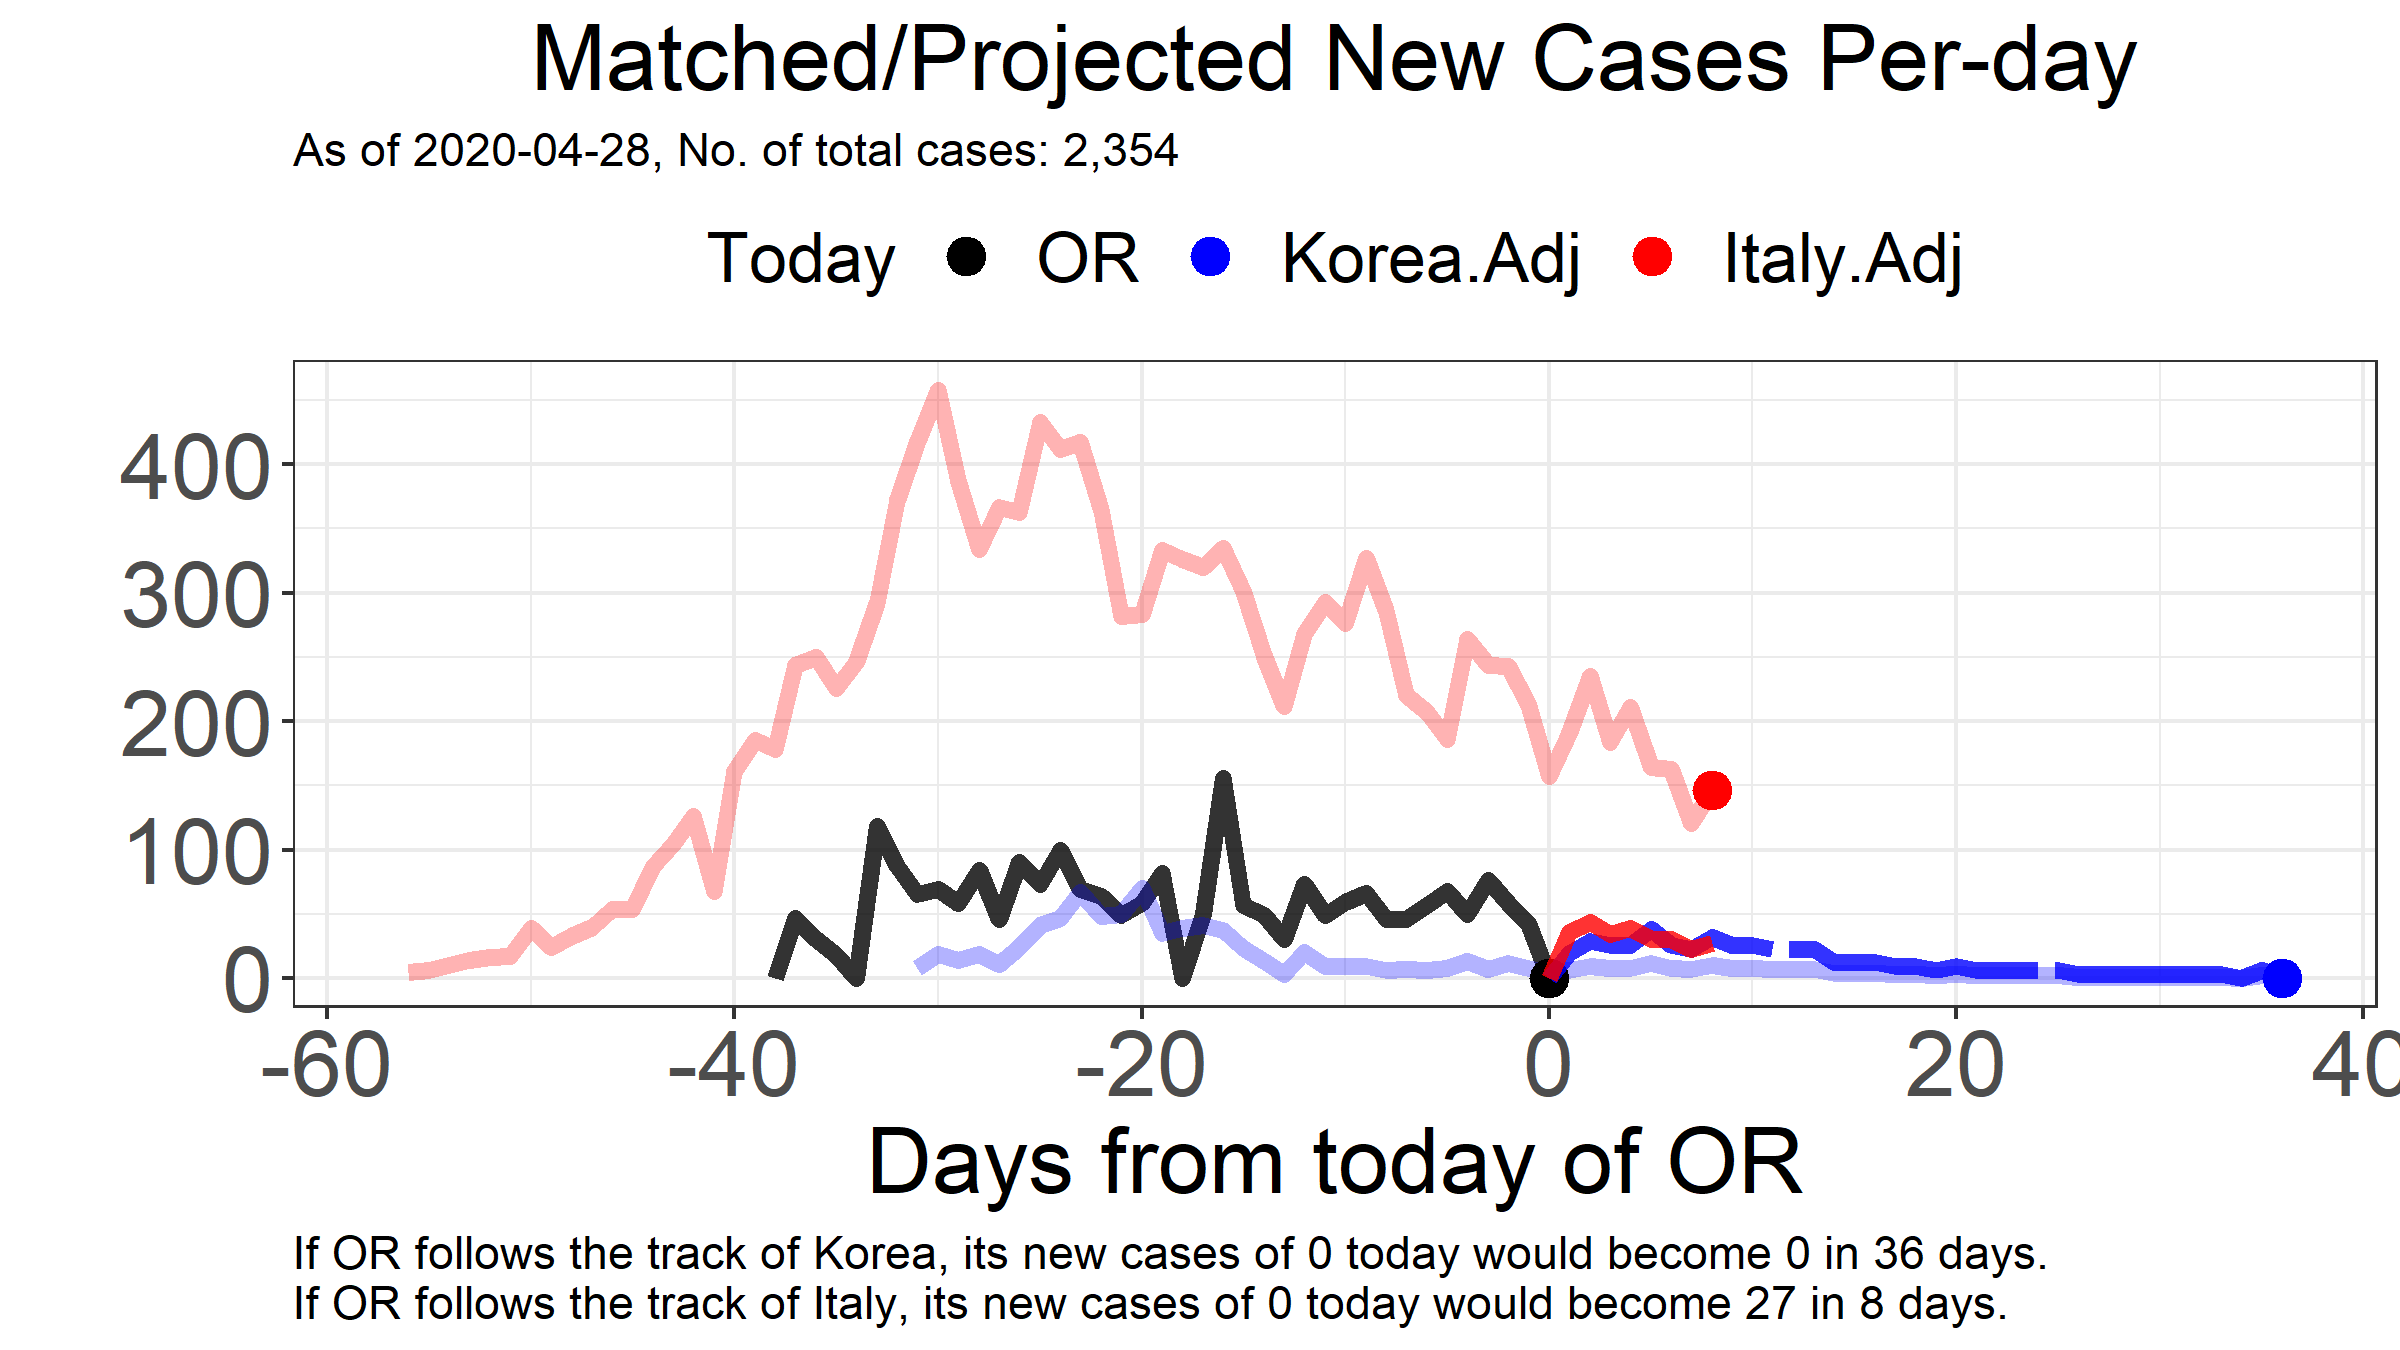 Matched/Projected New Cases Per-day
As of 2020-04-28, No. of total cases: 2,354
Today OR Korea.Adj Italy.Adj
400
300
200
100
0
-60 -40 -20 0 20 40
Days from today of OR
If OR follows the track of Korea, its new cases of 0 today would become 0 in 36 days.
If OR follows the track of Italy, its new cases of 0 today would become 27 in 8 days.